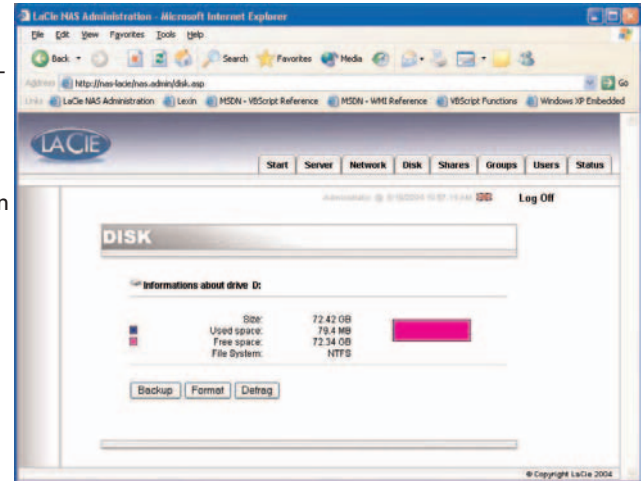 LaCie NAS Administration - Microsoft Internet Explorer
File Edit View Favorites Tools Help
Back Search Favorites Media
Address http://nas-lacie/nas.admin/disk.asp Go
Links LaCie NAS Administration Lexin MSDN - VBScript Reference MSDN - WMI Reference VBScript Functions Windows XP Embedded
LACIE
Start Server Network Disk Shares Groups Users Status
Log Off
DISK
Informations about drive D:
Size: 72.42 GB
Used space: 79.4 MB
Free space: 72.34 GB
File System: NTFS
Backup Format Defrag
© Copyright LaCie 2004